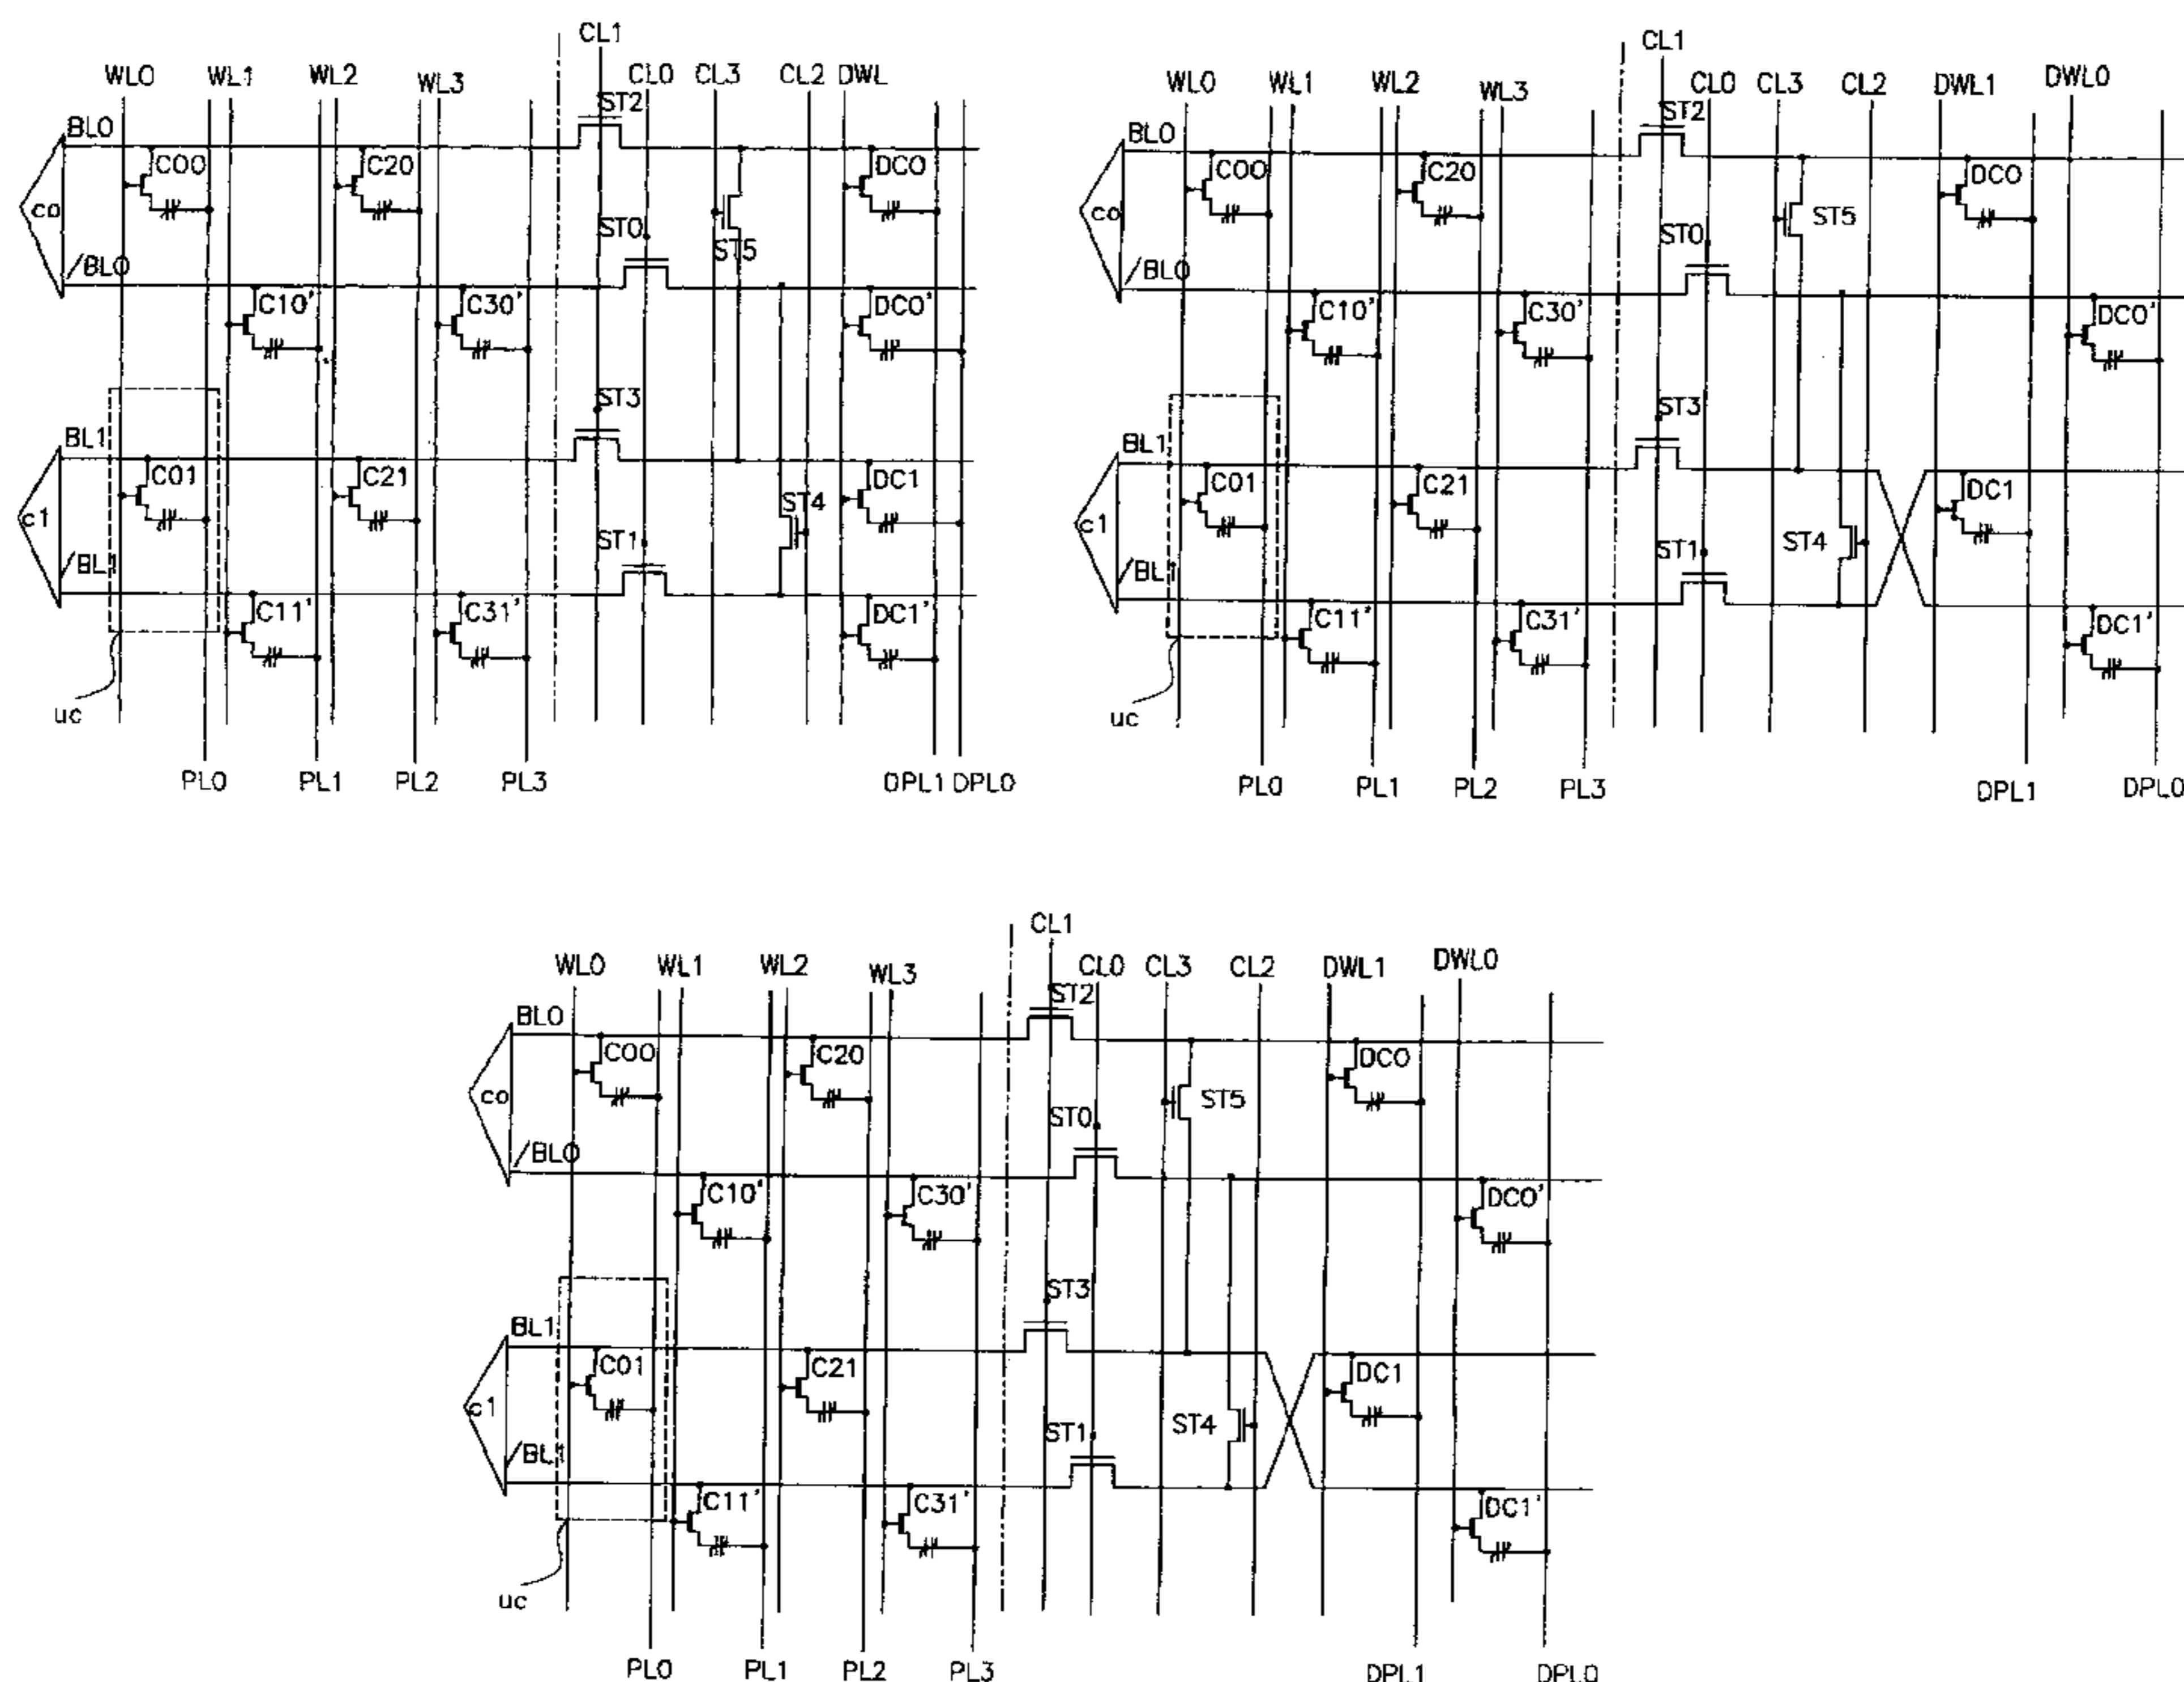 CL1
WL0 WL1 WL2 WL3 CL0 CL3 CL2 DWL
ST2
BL0
C00 C20 DC0
co
ST0 ST5
/BL0
C10' C30' DC0'
ST3
BL1
C01 C21 DC1
ST4
c1
ST1
/BL1
C11' C31' DC1'
uc
PL0 PL1 PL2 PL3 DPL1 DPL0
CL1
WL0 WL1 WL2 WL3 CL0 CL3 CL2 DWL1 DWL0
ST2
BL0
C00 C20 DC0
co
ST0 ST5
/BL0
C10' C30' DC0'
ST3
BL1
C01 C21 DC1
c1
ST1 ST4
/BL1
C11' C31' DC1'
uc
PL0 PL1 PL2 PL3 DPL1 DPL0
CL1
WL0 WL1 WL2 WL3 CL0 CL3 CL2 DWL1 DWL0
ST2
BL0
C00 C20 DC0
co
ST0 ST5
/BL0
C10' C30' DC0'
ST3
BL1
C01 C21 DC1
c1
ST1 ST4
/BL1
C11' C31' DC1'
uc
PL0 PL1 PL2 PL3 DPL1 DPL0